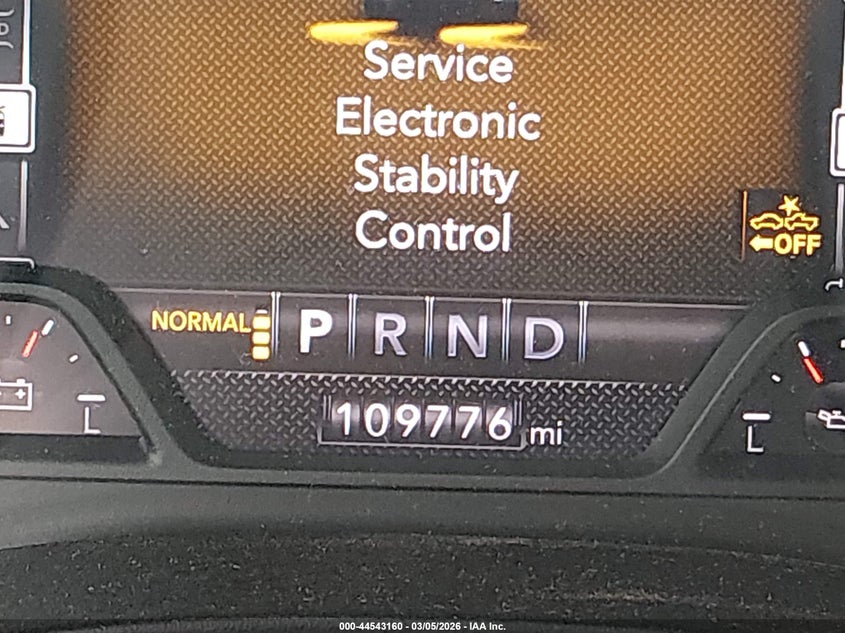 Service
Electronic
Stability
Control
OFF
NORMAL P R N D
109776 mi
L
L
000-44543160 - 03/05/2026 - IAA Inc.